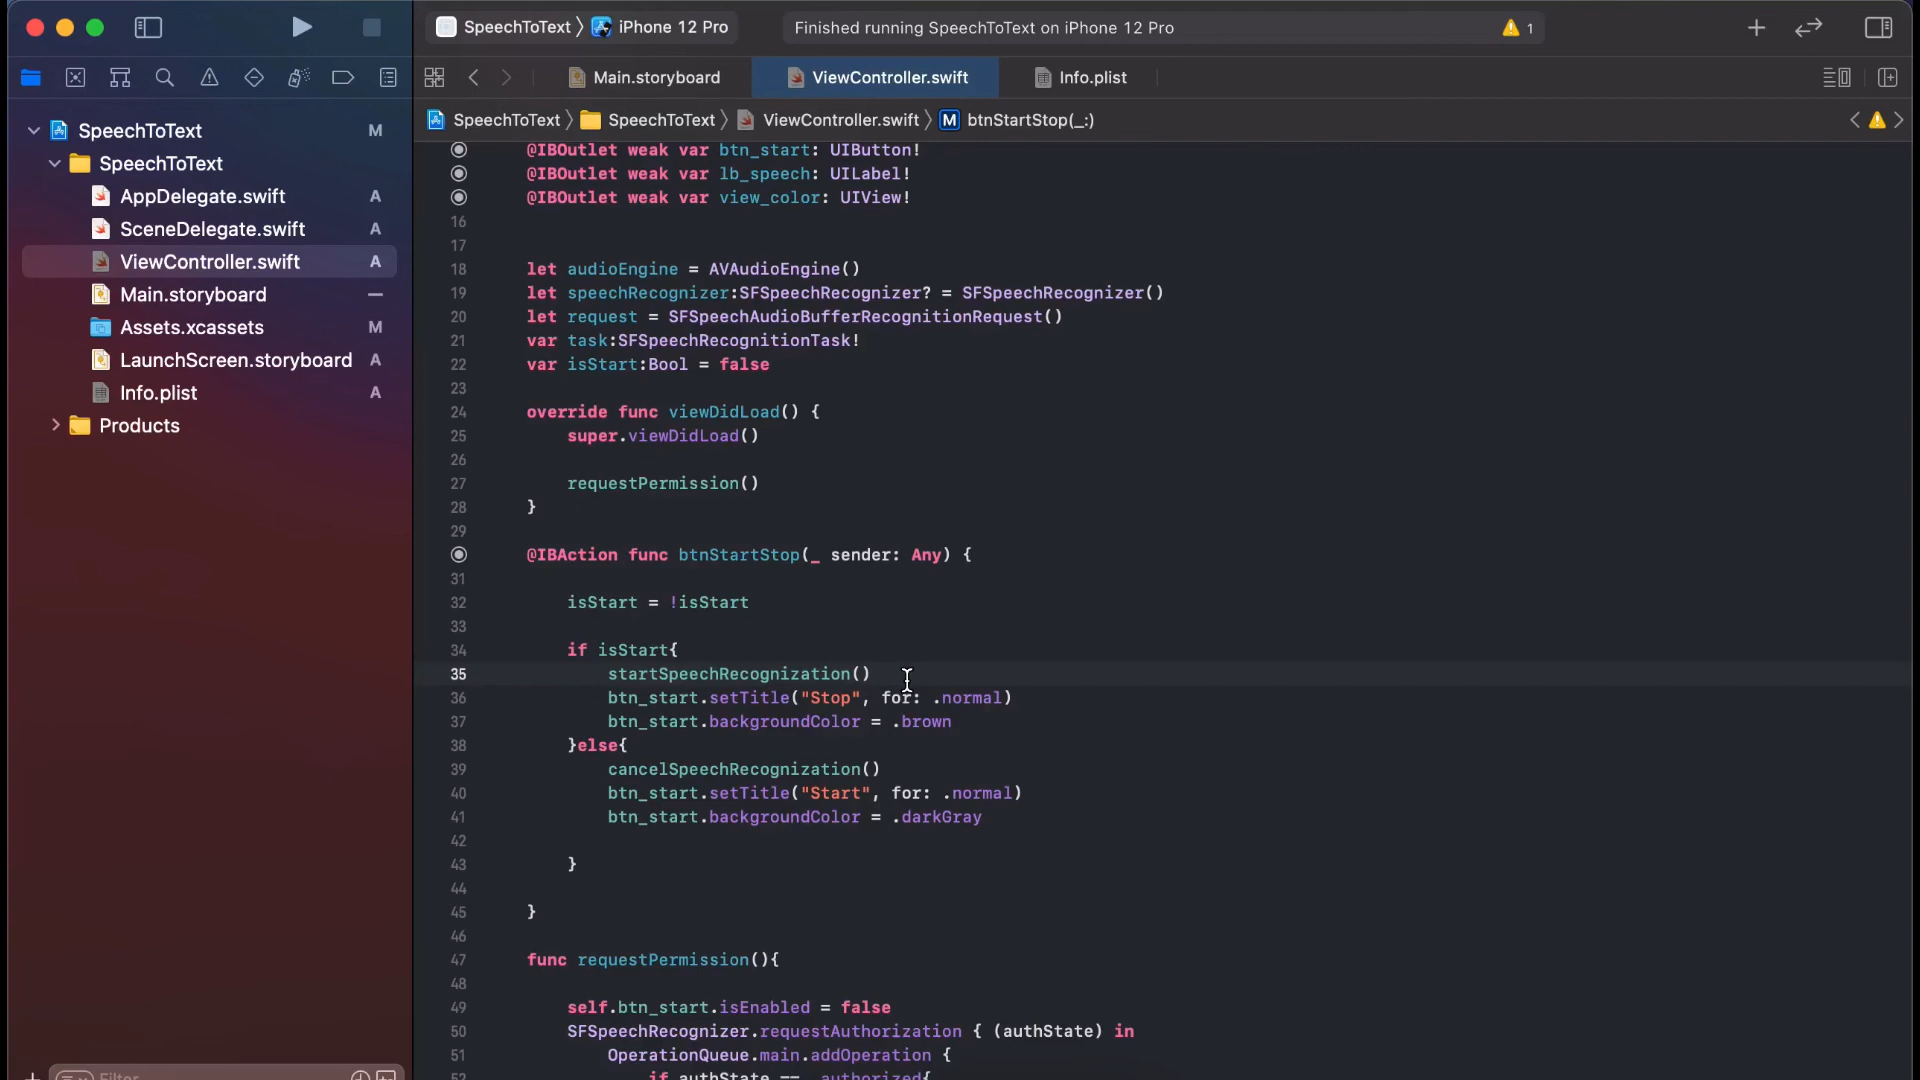 SpeechToText 〉 iPhone 12 Pro
Finished running SpeechToText on iPhone 12 Pro
1
Main.storyboard
ViewController.swift
Info.plist
SpeechToText 〉 SpeechToText 〉 ViewController.swift 〉 M btnStartStop(_:)
SpeechToText M
SpeechToText
AppDelegate.swift A
SceneDelegate.swift A
ViewController.swift A
Main.storyboard —
Assets.xcassets M
LaunchScreen.storyboard A
Info.plist A
Products
Filter
@IBOutlet weak var btn_start: UIButton!
@IBOutlet weak var lb_speech: UILabel!
@IBOutlet weak var view_color: UIView!
16
17
18 let audioEngine = AVAudioEngine()
19 let speechRecognizer:SFSpeechRecognizer? = SFSpeechRecognizer()
20 let request = SFSpeechAudioBufferRecognitionRequest()
21 var task:SFSpeechRecognitionTask!
22 var isStart:Bool = false
23
24 override func viewDidLoad() {
25 super.viewDidLoad()
26
27 requestPermission()
28 }
29
@IBAction func btnStartStop(_ sender: Any) {
31
32 isStart = !isStart
33
34 if isStart{
35 startSpeechRecognization()
36 btn_start.setTitle("Stop", for: .normal)
37 btn_start.backgroundColor = .brown
38 }else{
39 cancelSpeechRecognization()
40 btn_start.setTitle("Start", for: .normal)
41 btn_start.backgroundColor = .darkGray
42
43 }
44
45 }
46
47 func requestPermission(){
48
49 self.btn_start.isEnabled = false
50 SFSpeechRecognizer.requestAuthorization { (authState) in
51 OperationQueue.main.addOperation {
52 if authState == .authorized{